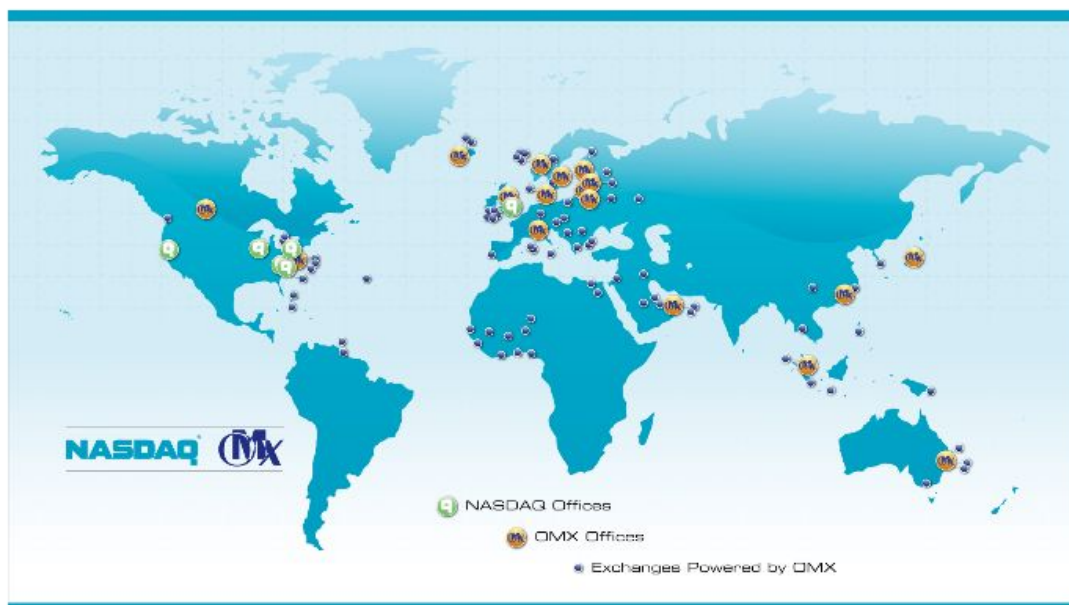 NASDAQ OMX
NASDAQ Offices
OMX Offices
Exchanges Powered by OMX